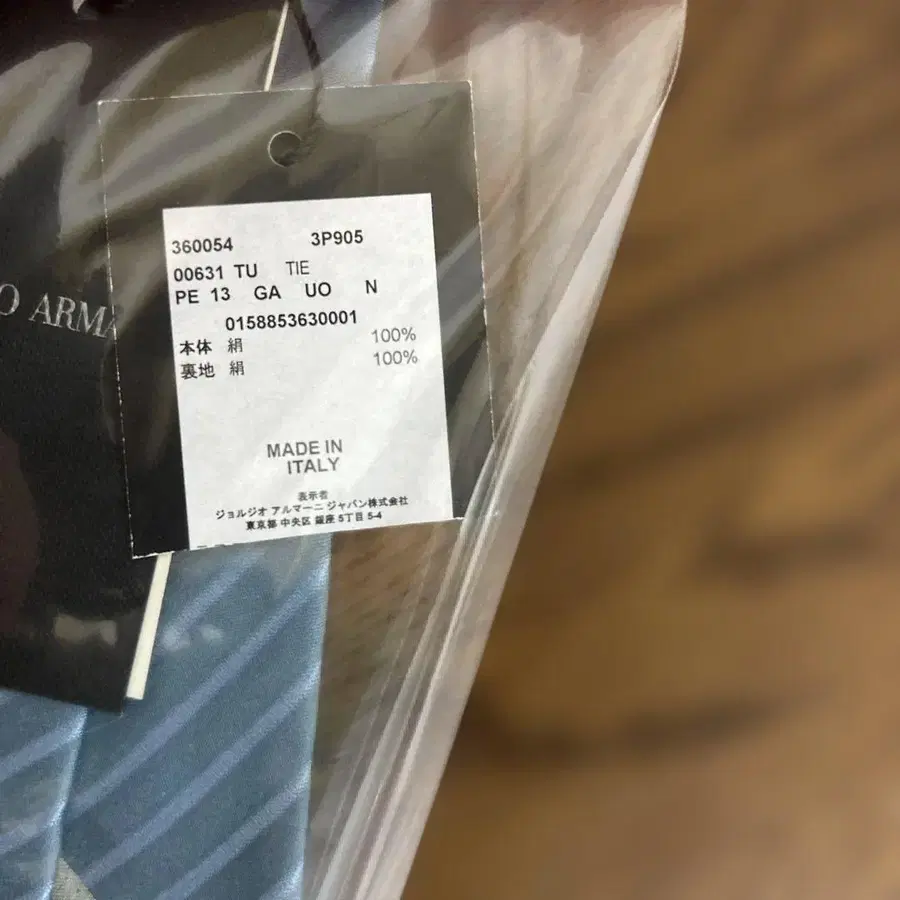 O ARMA
360054 3P905
00631 TU TIE
PE 13 GA UO N
0158853630001
本体 絹 100%
裏地 絹 100%
MADE IN
ITALY
表示者
ジョルジオ アルマーニ ジャパン株式会社
東京都 中央区 銀座 5丁目 5-4